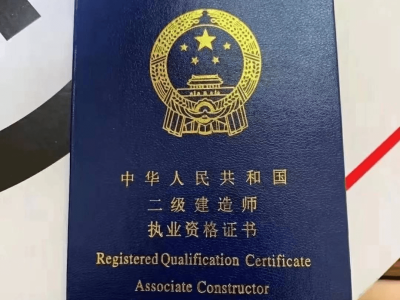 中华人民共和国
二级建造师
执业资格证书
Registered Qualification Certificate
Associate Constructor